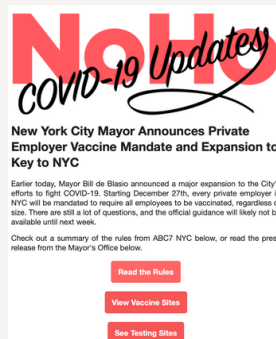 NoHo
COVID-19 Updates
New York City Mayor Announces Private
Employer Vaccine Mandate and Expansion to
Key to NYC
Earlier today, Mayor Bill de Blasio announced a major expansion to the City'
efforts to fight COVID-19. Starting December 27th, every private employer i
NYC will be mandated to require all employees to be vaccinated, regardless o
size. There are still a lot of questions, and the official guidance will likely not b
available until next week.
Check out a summary of the rules from ABC7 NYC below, or read the pres
release from the Mayor's Office below.
Read the Rules
View Vaccine Sites
See Testing Sites